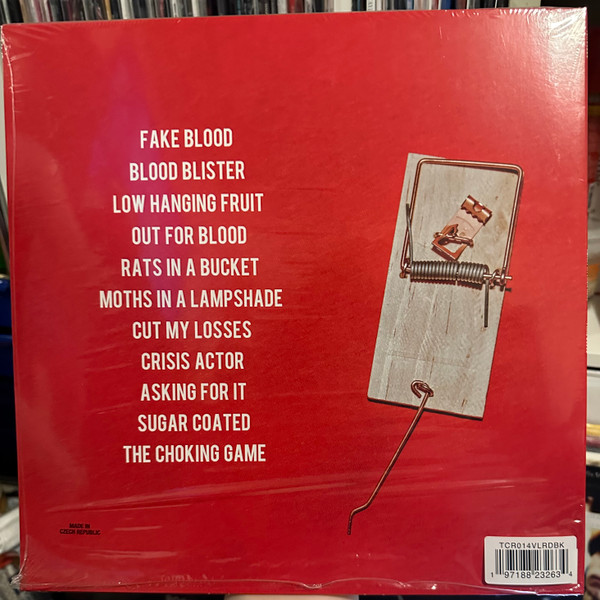 FAKE BLOOD
BLOOD BLISTER
LOW HANGING FRUIT
OUT FOR BLOOD
RATS IN A BUCKET
MOTHS IN A LAMPSHADE
CUT MY LOSSES
CRISIS ACTOR
ASKING FOR IT
SUGAR COATED
THE CHOKING GAME
MADE IN
CZECH REPUBLIC
TCR014VLRDBK
1 97188 23263 4